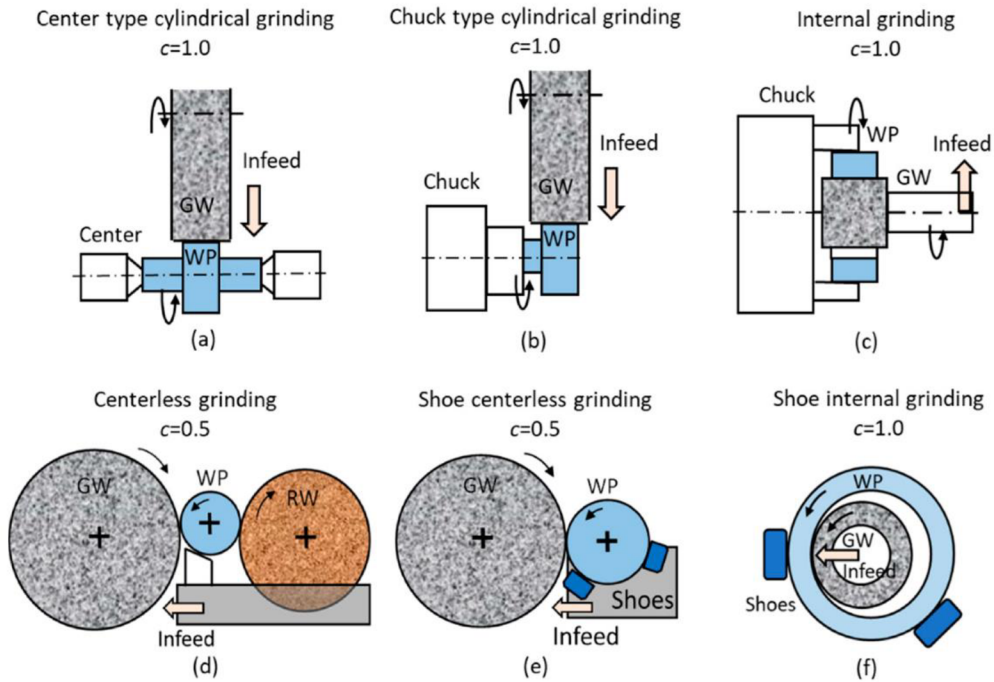 Center type cylindrical grinding
c=1.0
GW
Infeed
Center
WP
(a)
Chuck type cylindrical grinding
c=1.0
GW
Infeed
Chuck
WP
(b)
Internal grinding
c=1.0
Chuck
WP
Infeed
GW
(c)
Centerless grinding
c=0.5
GW
WP
RW
Infeed
(d)
Shoe centerless grinding
c=0.5
GW
WP
Shoes
Infeed
(e)
Shoe internal grinding
c=1.0
WP
GW
Infeed
Shoes
(f)